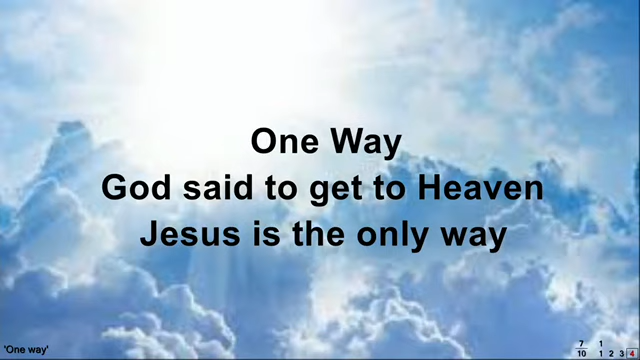 One Way
God said to get to Heaven
Jesus is the only way
'One way'
7 1
10 1 2 3 4